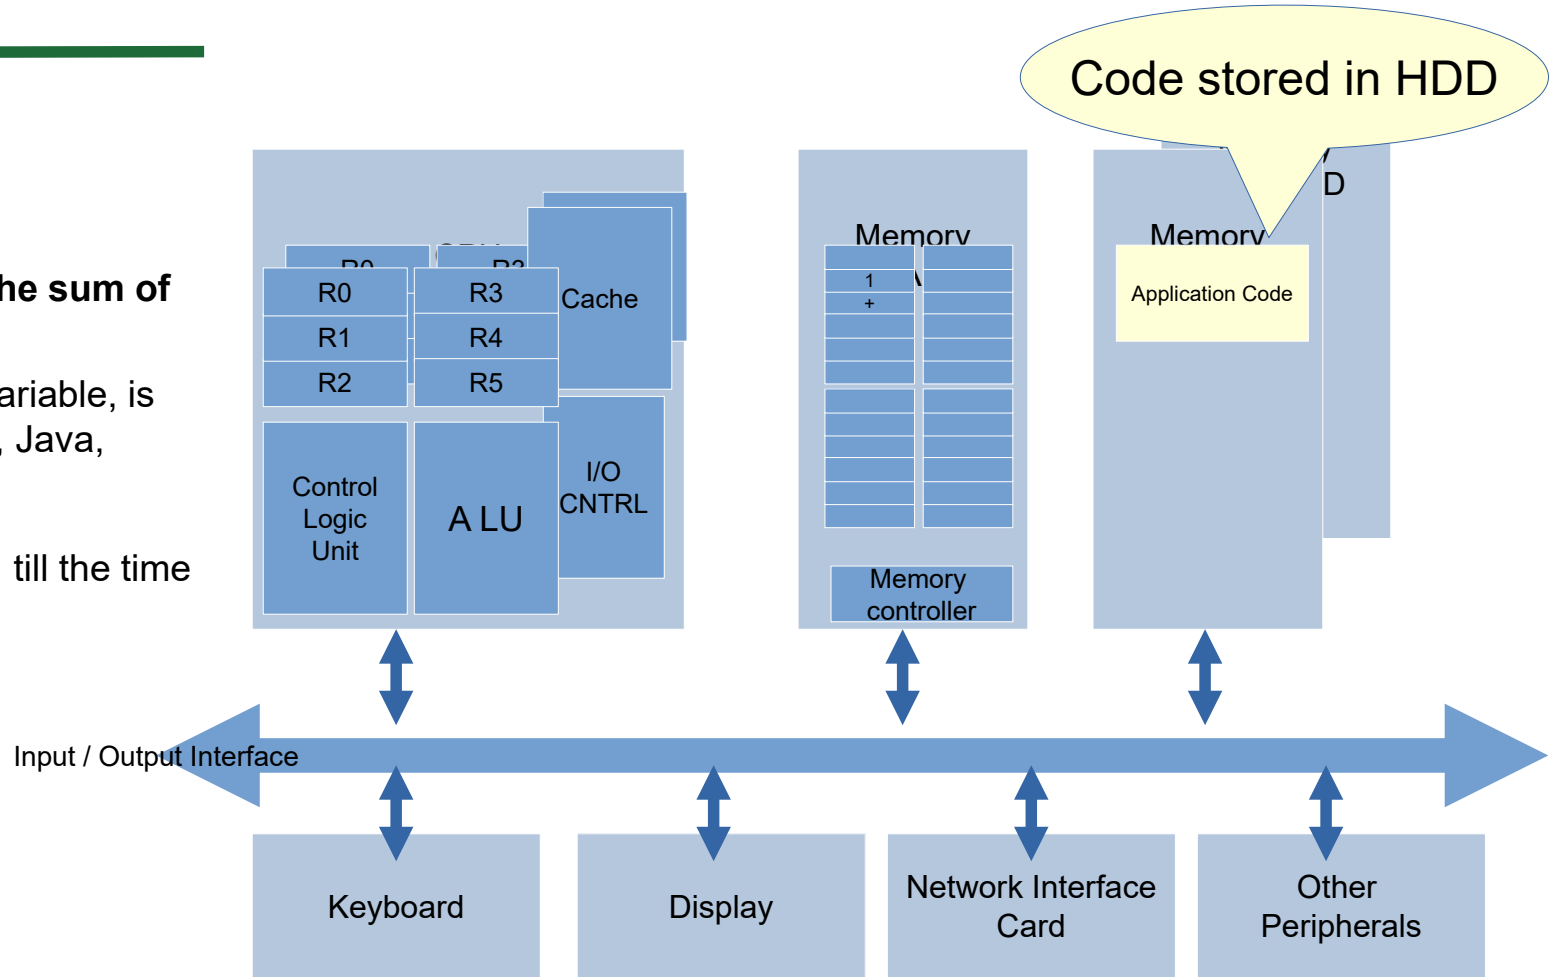 Code stored in HDD
he sum of
ariable, is
, Java,
till the time
R0
R3
R0
R1
R2
R3
R4
R5
Cache
Control
Logic
Unit
A LU
I/O
CNTRL
Memory
1
+
Memory
controller
Memory
D
Application Code
Input / Output Interface
Keyboard
Display
Network Interface
Card
Other
Peripherals